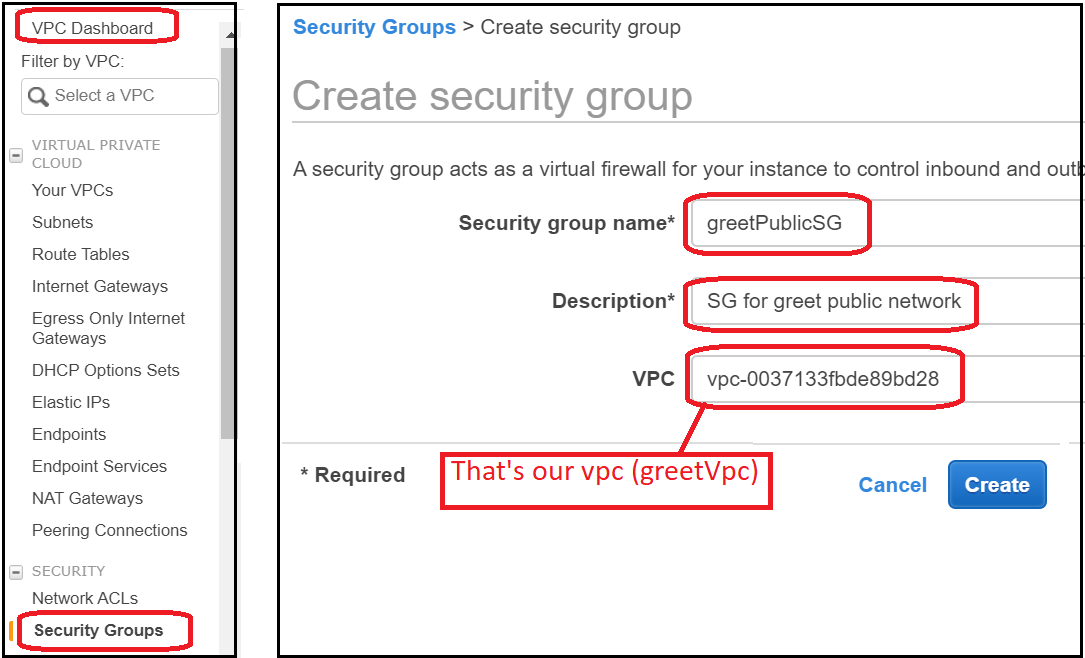 VPC Dashboard
Filter by VPC:
Select a VPC
VIRTUAL PRIVATE
CLOUD
Your VPCs
Subnets
Route Tables
Internet Gateways
Egress Only Internet
Gateways
DHCP Options Sets
Elastic IPs
Endpoints
Endpoint Services
NAT Gateways
Peering Connections
SECURITY
Network ACLs
Security Groups
Security Groups > Create security group
Create security group
A security group acts as a virtual firewall for your instance to control inbound and outb
Security group name* greetPublicSG
Description* SG for greet public network
VPC vpc-0037133fbde89bd28
* Required
That's our vpc (greetVpc)
Cancel Create